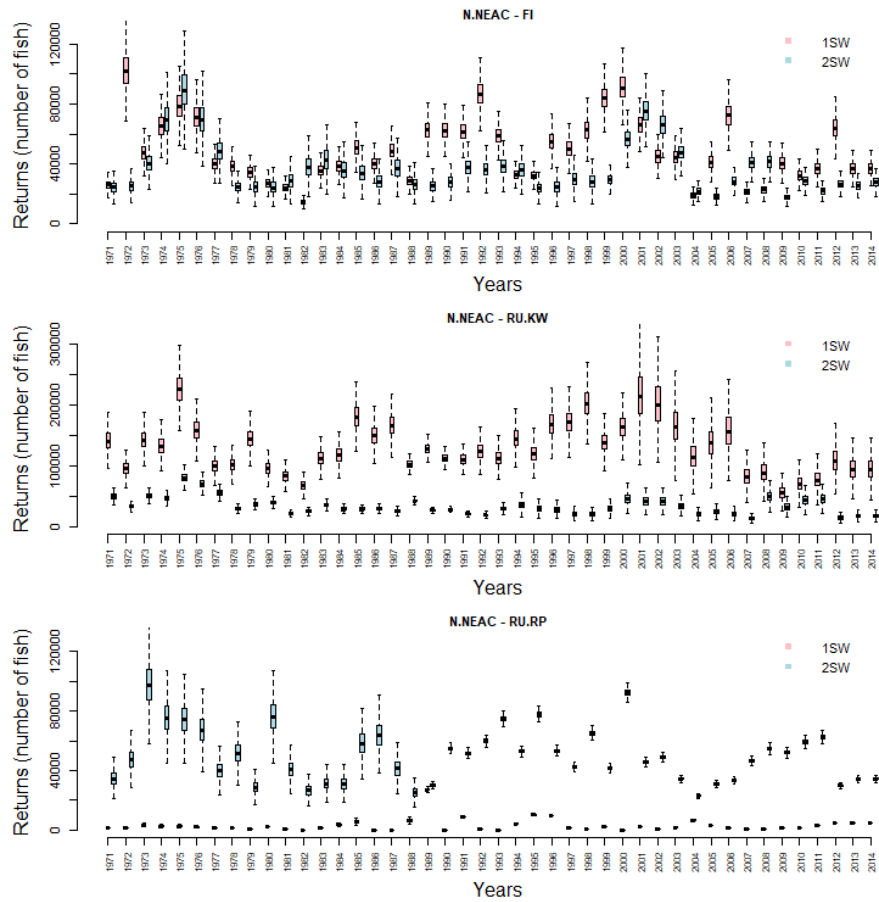 N.NEAC - FI
Returns (number of fish)
0 40000 80000 120000
1SW
2SW
1971 1972 1973 1974 1975 1976 1977 1978 1979 1980 1981 1982 1983 1984 1985 1986 1987 1988 1989 1990 1991 1992 1993 1994 1995 1996 1997 1998 1999 2000 2001 2002 2003 2004 2005 2006 2007 2008 2009 2010 2011 2012 2013 2014
Years
N.NEAC - RU.KW
Returns (number of fish)
0 100000 200000 300000
1SW
2SW
1971 1972 1973 1974 1975 1976 1977 1978 1979 1980 1981 1982 1983 1984 1985 1986 1987 1988 1989 1990 1991 1992 1993 1994 1995 1996 1997 1998 1999 2000 2001 2002 2003 2004 2005 2006 2007 2008 2009 2010 2011 2012 2013 2014
Years
N.NEAC - RU.RP
Returns (number of fish)
0 40000 80000 120000
1SW
2SW
1971 1972 1973 1974 1975 1976 1977 1978 1979 1980 1981 1982 1983 1984 1985 1986 1987 1988 1989 1990 1991 1992 1993 1994 1995 1996 1997 1998 1999 2000 2001 2002 2003 2004 2005 2006 2007 2008 2009 2010 2011 2012 2013 2014
Years